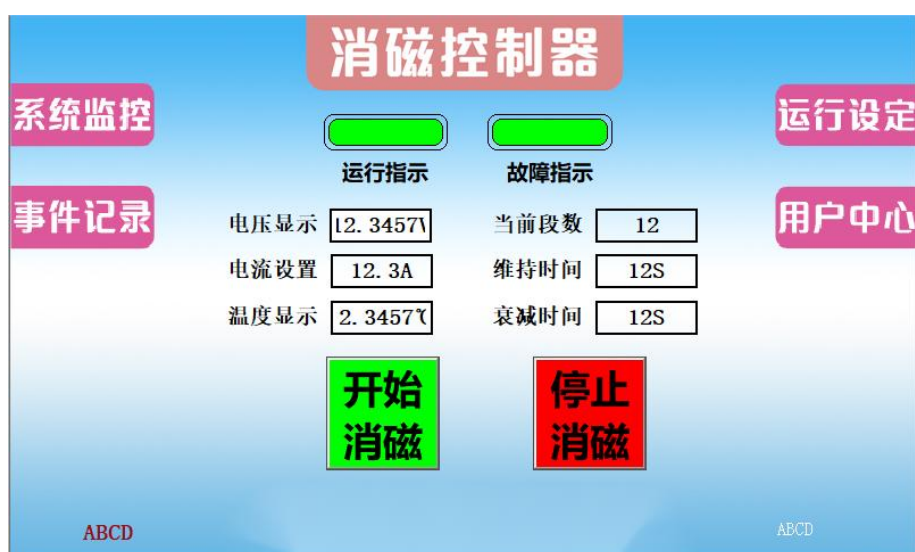 消磁控制器
系统监控
运行设定
运行指示 故障指示
事件记录
用户中心
电压显示 12.3457V 当前段数 12
电流设置 12.3A 维持时间 12S
温度显示 2.3457℃ 衰减时间 12S
开始 停止
消磁 消磁
ABCD ABCD